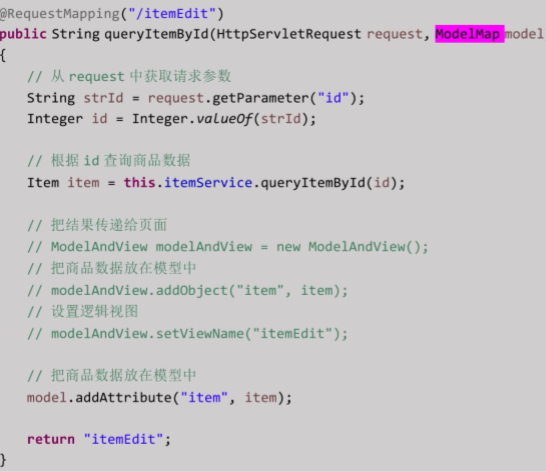 @RequestMapping("/itemEdit")
public String queryItemById(HttpServletRequest request, ModelMap model
{
// 从 request 中获取请求参数
String strId = request.getParameter("id");
Integer id = Integer.valueOf(strId);
// 根据 id 查询商品数据
Item item = this.itemService.queryItemById(id);
// 把结果传递给页面
// ModelAndView modelAndView = new ModelAndView();
// 把商品数据放在模型中
// modelAndView.addObject("item", item);
// 设置逻辑视图
// modelAndView.setViewName("itemEdit");
// 把商品数据放在模型中
model.addAttribute("item", item);
return "itemEdit";
}